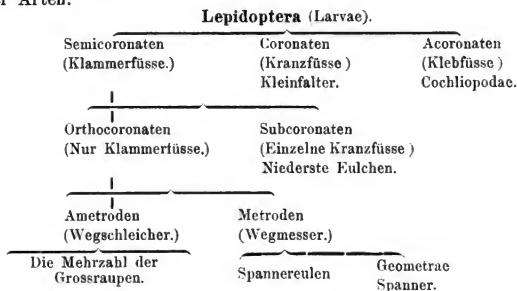 er Arten.
Lepidoptera (Larvae).
Semicoronaten Coronaten Acoronaten
(Klammerfüsse.) (Kranzfüsse) (Klebfüsse)
Kleinfalter. Cochliopodae.
Orthocoronaten Subcoronaten
(Nur Klammerfüsse.) (Einzelne Kranzfüsse)
Niederste Eulchen.
Ametroden Metroden
(Wegschleicher.) (Wegmesser.)
Die Mehrzahl der
Grossraupen.
Spannereulen
Geometrae
Spanner.